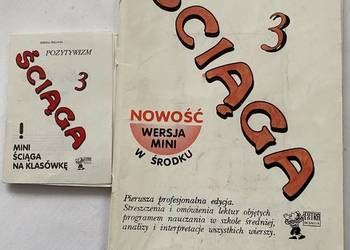 POZYTYWIZM
ŚCIĄGA
3
!
MINI
ŚCIĄGA
NA KLASÓWKĘ
ŚCIĄGA
3
NOWOŚĆ
WERSJA
MINI
W ŚRODKU
Pierwsza profesjonalna edycja.
Streszczenia i omówienia lektur objętych
programem nauczania w szkole średniej,
analizy i interpretacje wszystkich wierszy.
EXTRA